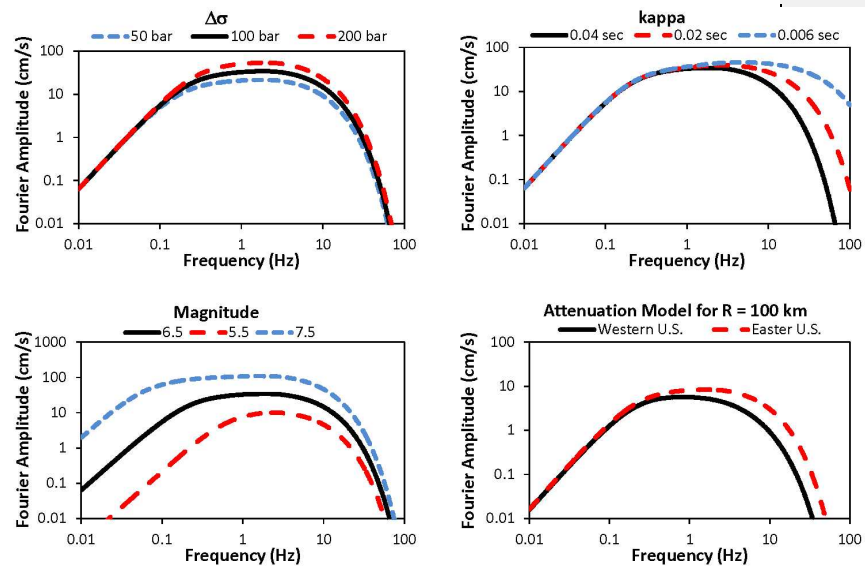 Δσ
50 bar 100 bar 200 bar
Fourier Amplitude (cm/s)
100
10
1
0.1
0.01
0.01 0.1 1 10 100
Frequency (Hz)
kappa
0.04 sec 0.02 sec 0.006 sec
Fourier Amplitude (cm/s)
100
10
1
0.1
0.01
0.01 0.1 1 10 100
Frequency (Hz)
Magnitude
6.5 5.5 7.5
Fourier Amplitude (cm/s)
1000
100
10
1
0.1
0.01
0.01 0.1 1 10 100
Frequency (Hz)
Attenuation Model for R = 100 km
Western U.S. Easter U.S.
Fourier Amplitude (cm/s)
100
10
1
0.1
0.01
0.01 0.1 1 10 100
Frequency (Hz)